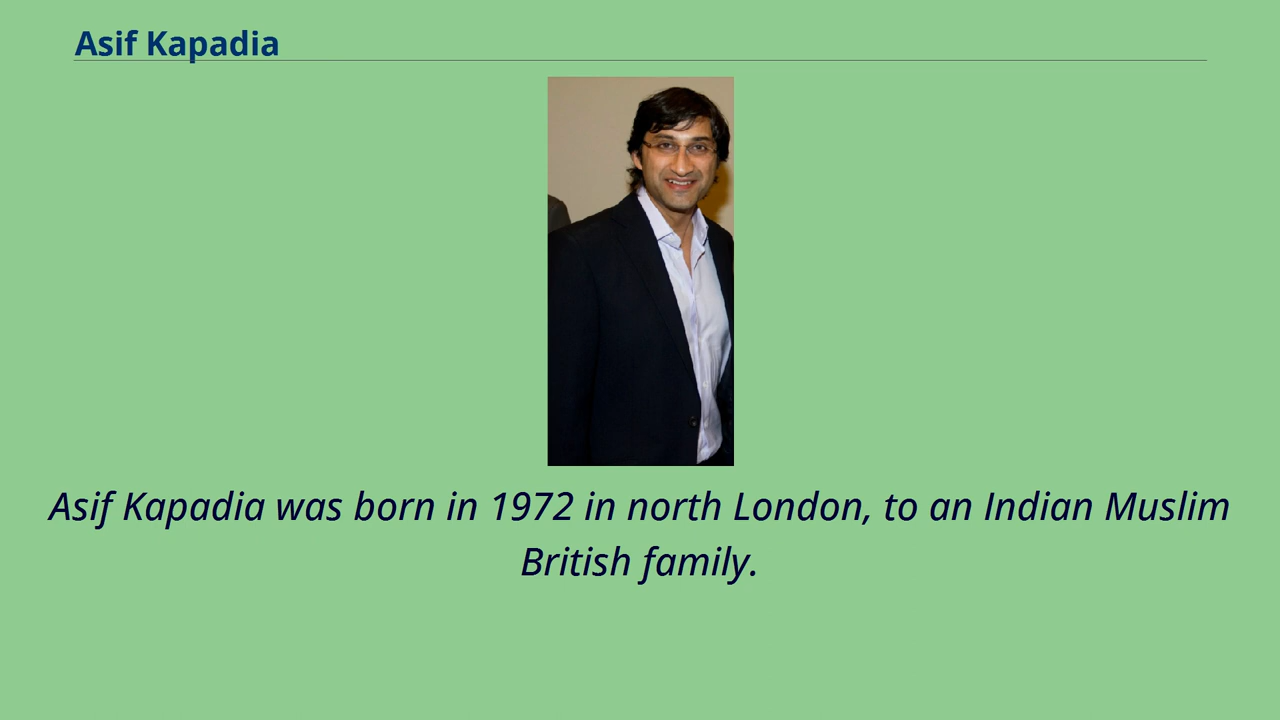 Asif Kapadia
Asif Kapadia was born in 1972 in north London, to an Indian Muslim
British family.